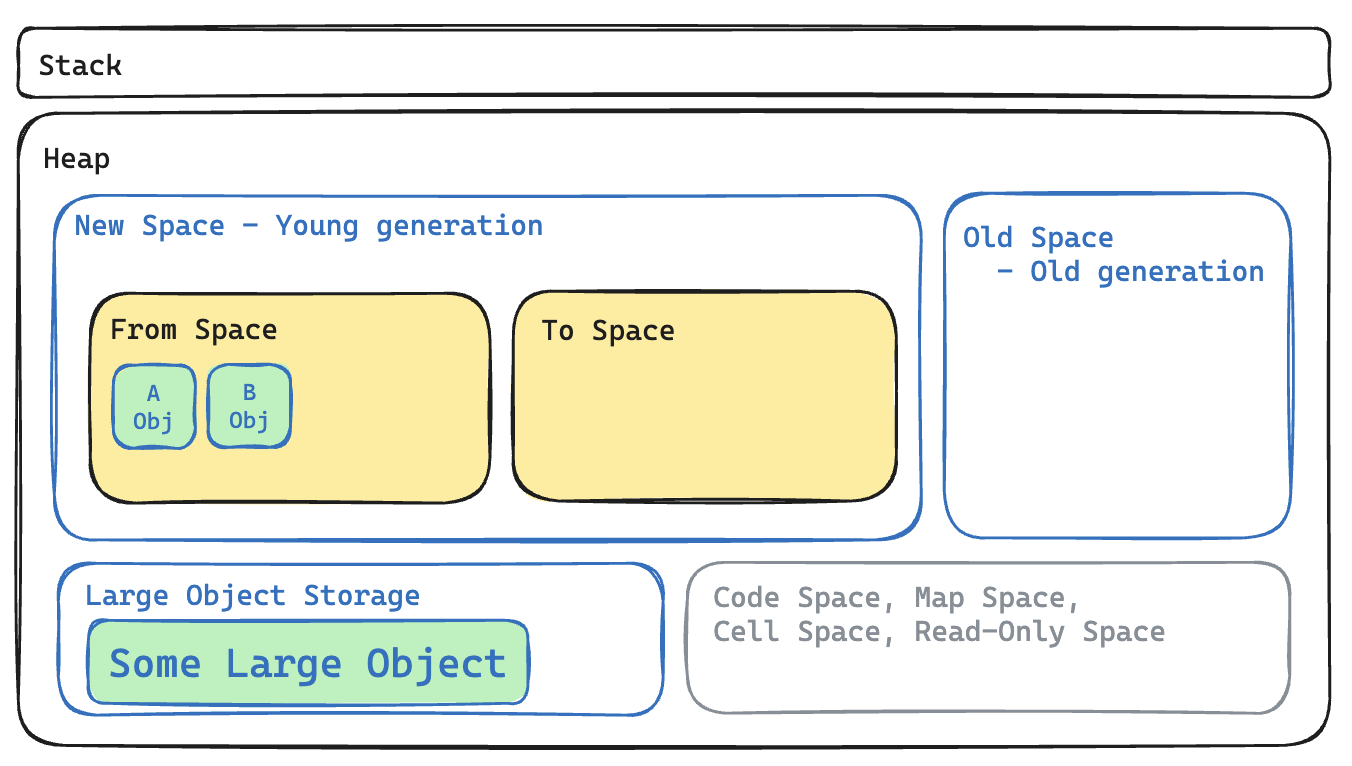 Stack
Heap
New Space - Young generation
Old Space
- Old generation
From Space
A
Obj
B
Obj
To Space
Large Object Storage
Some Large Object
Code Space, Map Space,
Cell Space, Read-Only Space